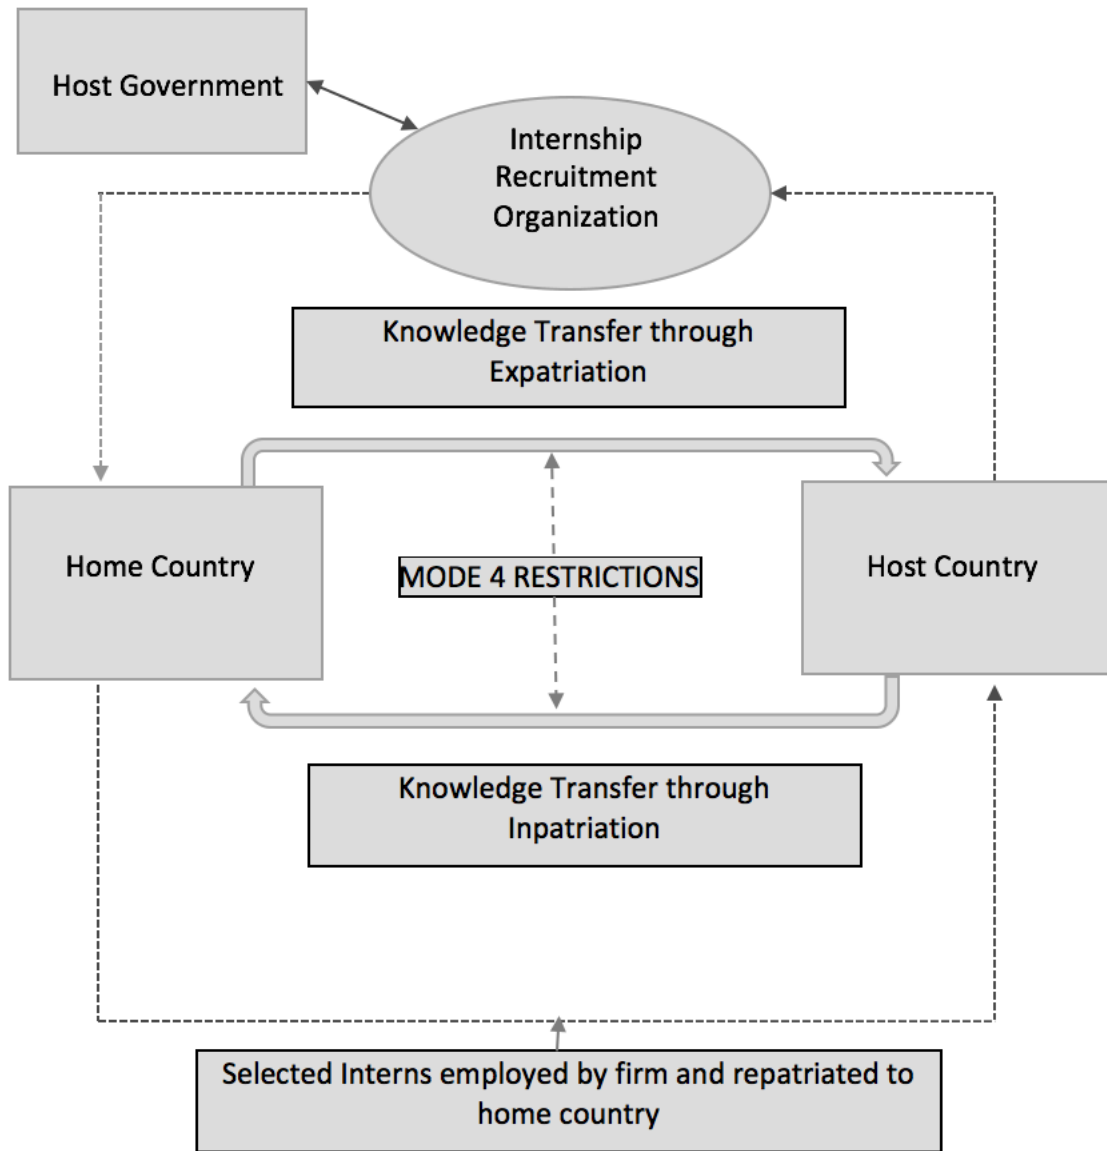 Host Government
Internship
Recruitment
Organization
Knowledge Transfer through
Expatriation
Home Country
MODE 4 RESTRICTIONS
Host Country
Knowledge Transfer through
Inpatriation
Selected Interns employed by firm and repatriated to
home country